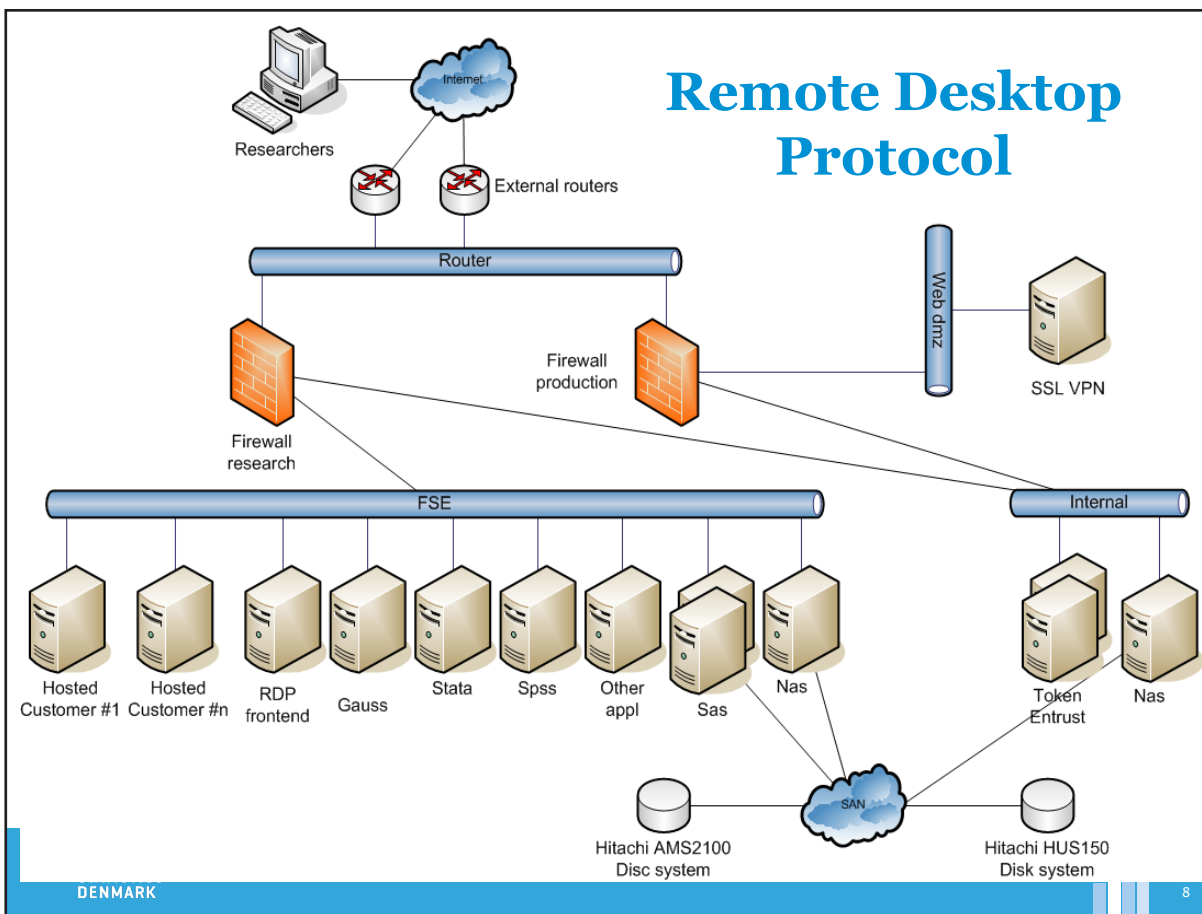 Remote Desktop
Protocol
Internet
Researchers
External routers
Router
Web dmz
SSL VPN
Firewall
production
Firewall
research
FSE
Internal
Hosted
Customer #1
Hosted
Customer #n
RDP
frontend
Gauss
Stata
Spss
Other
appl
Sas
Nas
Token
Entrust
Nas
SAN
Hitachi AMS2100
Disc system
Hitachi HUS150
Disk system
DENMARK
8